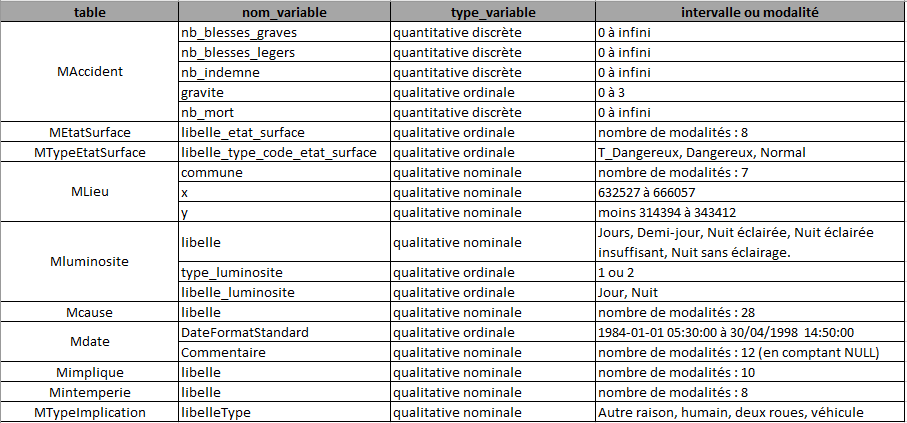 table nom_variable type_variable intervalle ou modalité
MAccident
nb_blesses_graves quantitative discrète 0 à infini
nb_blesses_legers quantitative discrète 0 à infini
nb_indemne quantitative discrète 0 à infini
gravite qualitative ordinale 0 à 3
nb_mort quantitative discrète 0 à infini
MEtatSurface libelle_etat_surface qualitative ordinale nombre de modalités : 8
MTypeEtatSurface libelle_type_code_etat_surface qualitative ordinale T_Dangereux, Dangereux, Normal
MLieu
commune qualitative nominale nombre de modalités : 7
x qualitative nominale 632527 à 666057
y qualitative nominale moins 314394 à 343412
Mluminosite
libelle qualitative nominale Jours, Demi-jour, Nuit éclairée, Nuit éclairée
insuffisant, Nuit sans éclairage.
type_luminosite qualitative ordinale 1 ou 2
libelle_luminosite qualitative ordinale Jour, Nuit
Mcause libelle qualitative nominale nombre de modalités : 28
Mdate
DateFormatStandard qualitative ordinale 1984-01-01 05:30:00 à 30/04/1998 14:50:00
Commentaire qualitative nominale nombre de modalités : 12 (en comptant NULL)
Mimplique libelle qualitative nominale nombre de modalités : 10
Mintemperie libelle qualitative nominale nombre de modalités : 8
MTypeImplication libelleType qualitative nominale Autre raison, humain, deux roues, véhicule